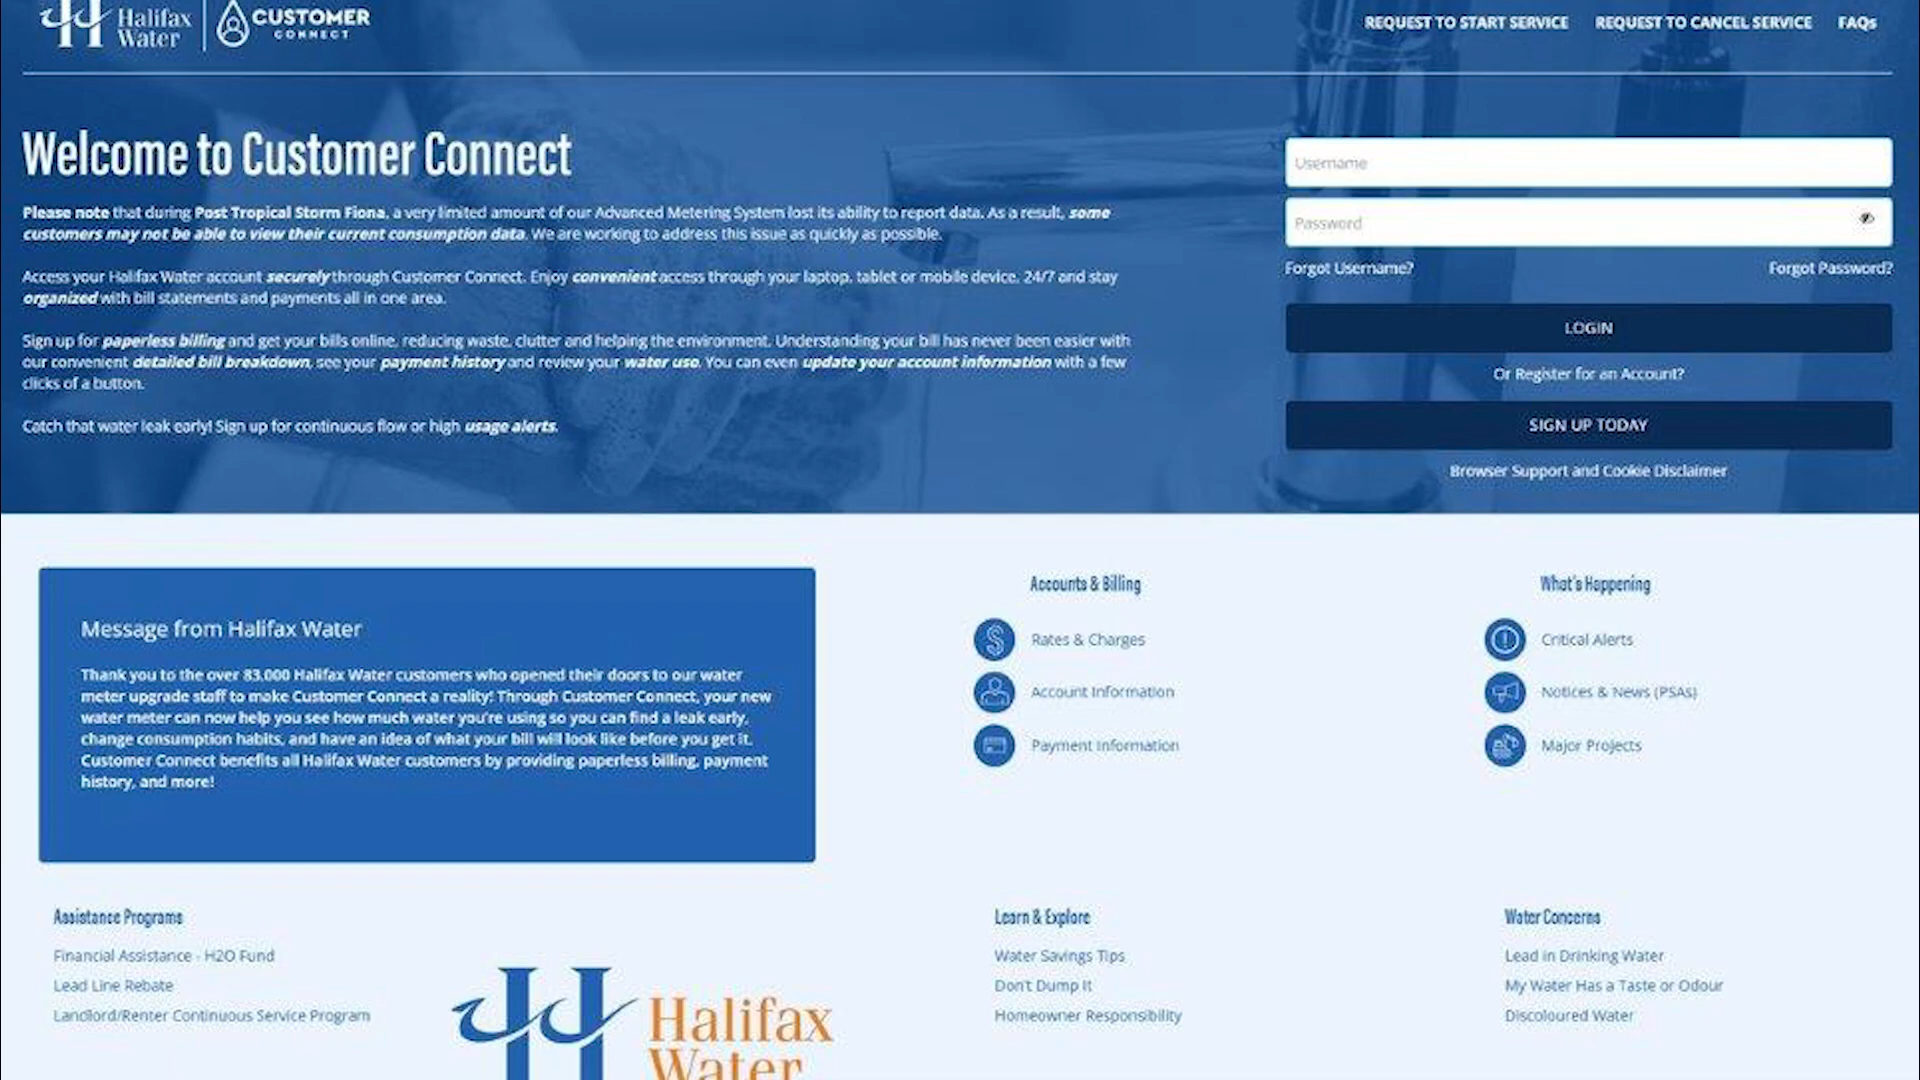 Halifax Water
CUSTOMER CONNECT
REQUEST TO START SERVICE
REQUEST TO CANCEL SERVICE
FAQs
Welcome to Customer Connect
Please note that during Post Tropical Storm Fiona, a very limited amount of our Advanced Metering System lost its ability to report data. As a result, some
customers may not be able to view their current consumption data. We are working to address this issue as quickly as possible.
Access your Halifax Water account securely through Customer Connect. Enjoy convenient access through your laptop, tablet or mobile device, 24/7 and stay
organized with bill statements and payments all in one area.
Sign up for paperless billing and get your bills online, reducing waste, clutter and helping the environment. Understanding your bill has never been easier with
our convenient detailed bill breakdown, see your payment history and review your water use. You can even update your account information with a few
clicks of a button.
Catch that water leak early! Sign up for continuous flow or high usage alerts.
Username
Password
Forgot Username?
Forgot Password?
LOGIN
Or Register for an Account?
SIGN UP TODAY
Browser Support and Cookie Disclaimer
Message from Halifax Water
Thank you to the over 83,000 Halifax Water customers who opened their doors to our water
meter upgrade staff to make Customer Connect a reality! Through Customer Connect, your new
water meter can now help you see how much water you're using so you can find a leak early,
change consumption habits, and have an idea of what your bill will look like before you get it.
Customer Connect benefits all Halifax Water customers by providing paperless billing, payment
history, and more!
Accounts & Billing
Rates & Charges
Account Information
Payment Information
What's Happening
Critical Alerts
Notices & News (PSAs)
Major Projects
Assistance Programs
Financial Assistance - H2O Fund
Lead Line Rebate
Landlord/Renter Continuous Service Program
Halifax
Water
Learn & Explore
Water Savings Tips
Don't Dump It
Homeowner Responsibility
Water Concerns
Lead in Drinking Water
My Water Has a Taste or Odour
Discoloured Water